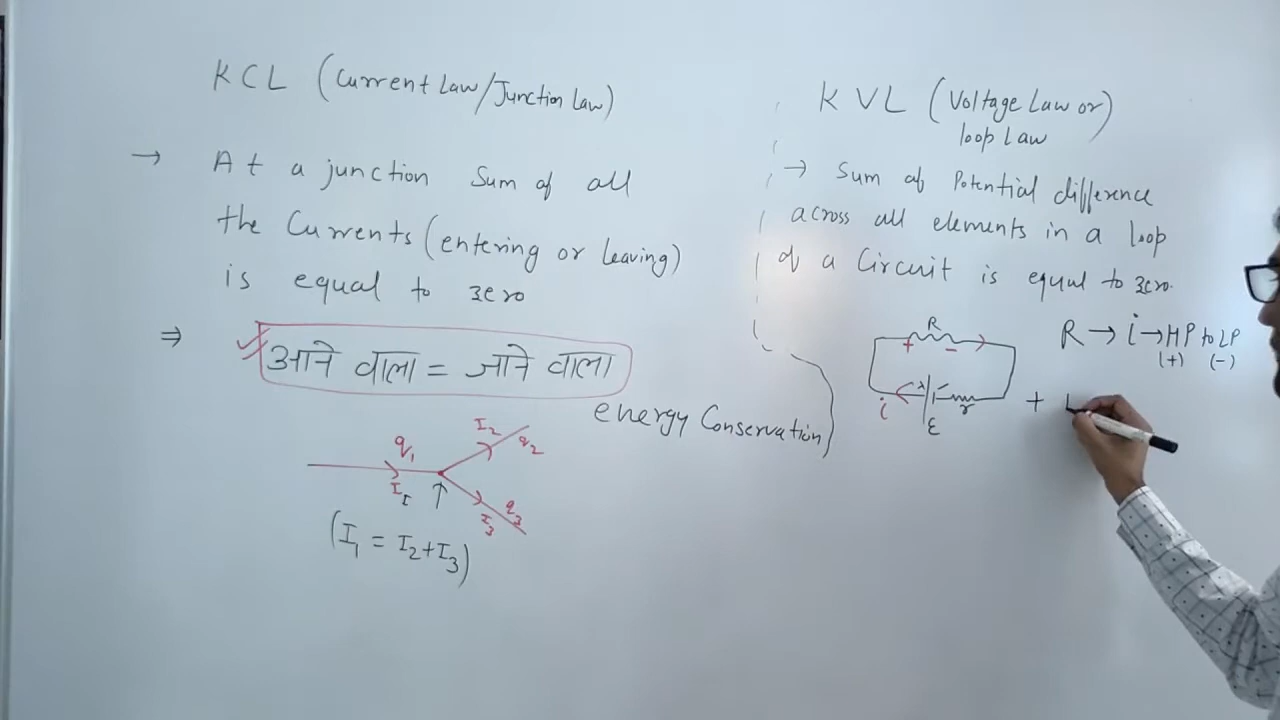 KCL (Current Law/Junction Law)
→ At a junction Sum of all
the Currents (entering or leaving)
is equal to zero
⇒ आने वाला = जाने वाला
q₁ I₂ q₂
I₁ I₃ q₃
(I₁ = I₂+I₃)
energy Conservation
KVL (Voltage Law or)
loop Law
→ Sum of Potential difference
across all elements in a loop
of a Circuit is equal to zero.
R
+ -
i ε r
R → i → HP to LP
(+) (-)
+